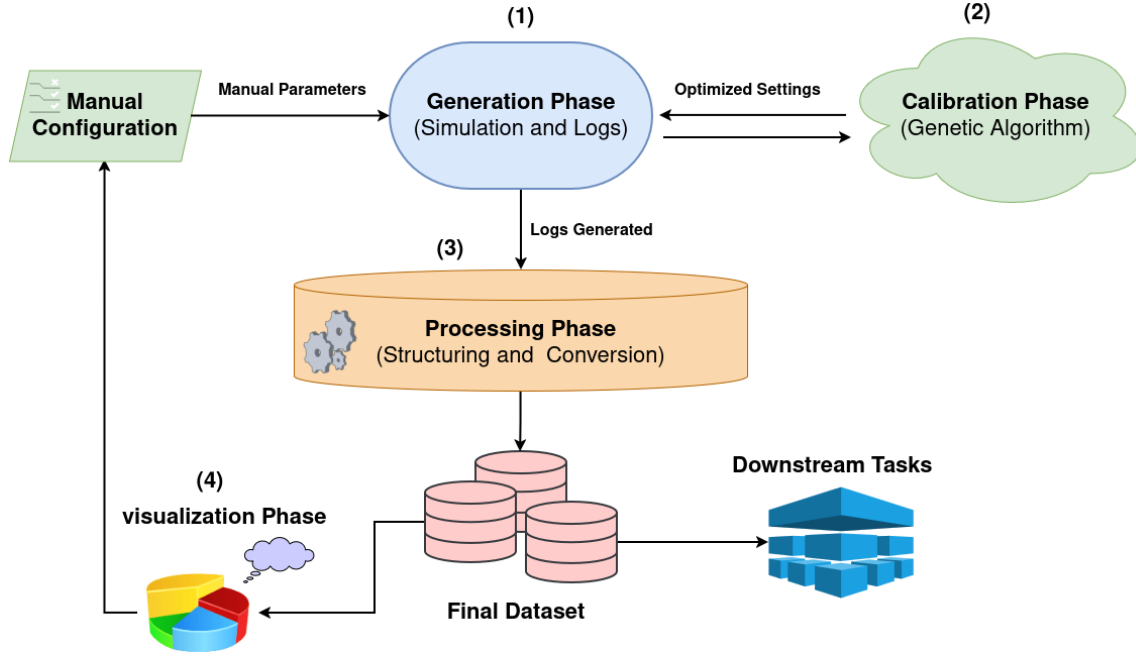 (1)
(2)
Manual
Configuration
Manual Parameters
Generation Phase
(Simulation and Logs)
Optimized Settings
Calibration Phase
(Genetic Algorithm)
Logs Generated
(3)
Processing Phase
(Structuring and Conversion)
(4)
visualization Phase
Downstream Tasks
Final Dataset